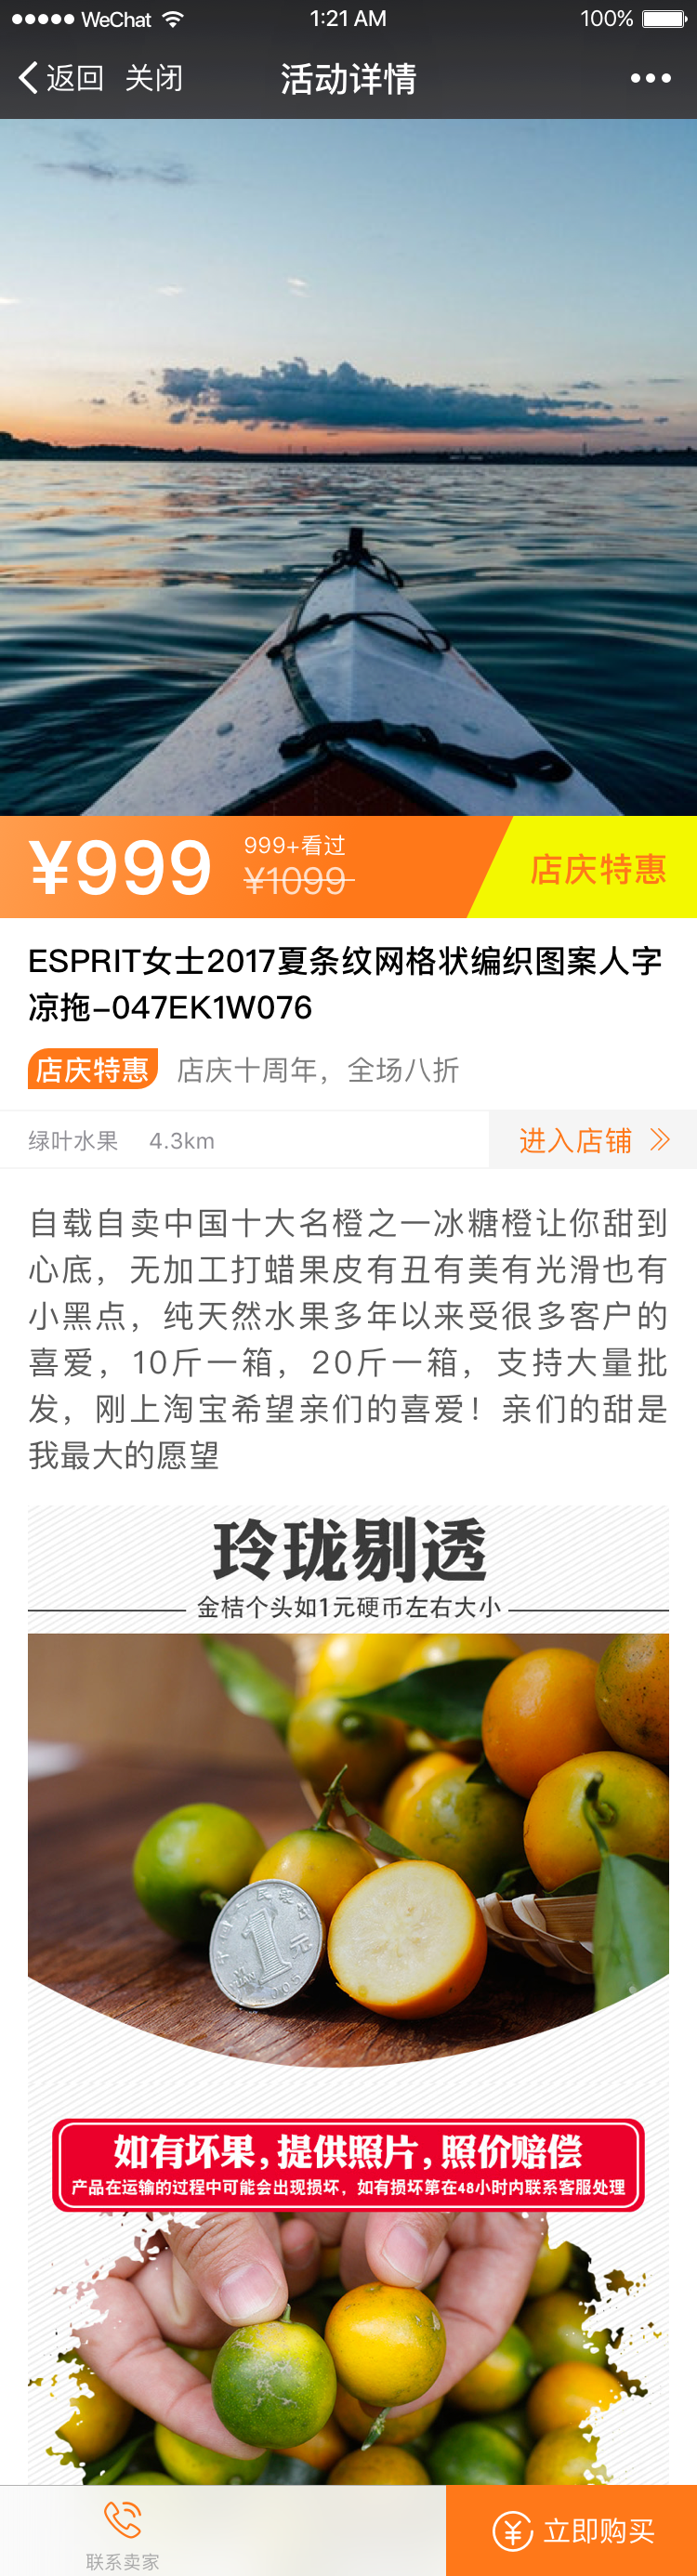 WeChat 1:21 AM 100%
返回 关闭 活动详情
¥999
999+看过
¥1099
店庆特惠
ESPRIT女士2017夏条纹网格状编织图案人字
凉拖-047EK1W076
店庆特惠 店庆十周年，全场八折
绿叶水果 4.3km 进入店铺
自载自卖中国十大名橙之一冰糖橙让你甜到
心底，无加工打蜡果皮有丑有美有光滑也有
小黑点，纯天然水果多年以来受很多客户的
喜爱，10斤一箱，20斤一箱，支持大量批
发，刚上淘宝希望亲们的喜爱！亲们的甜是
我最大的愿望
玲珑剔透
金桔个头如1元硬币左右大小
1元
如有坏果，提供照片，照价赔偿
产品在运输的过程中可能会出现损坏，如有损坏第在48小时内联系客服处理
联系卖家
¥ 立即购买